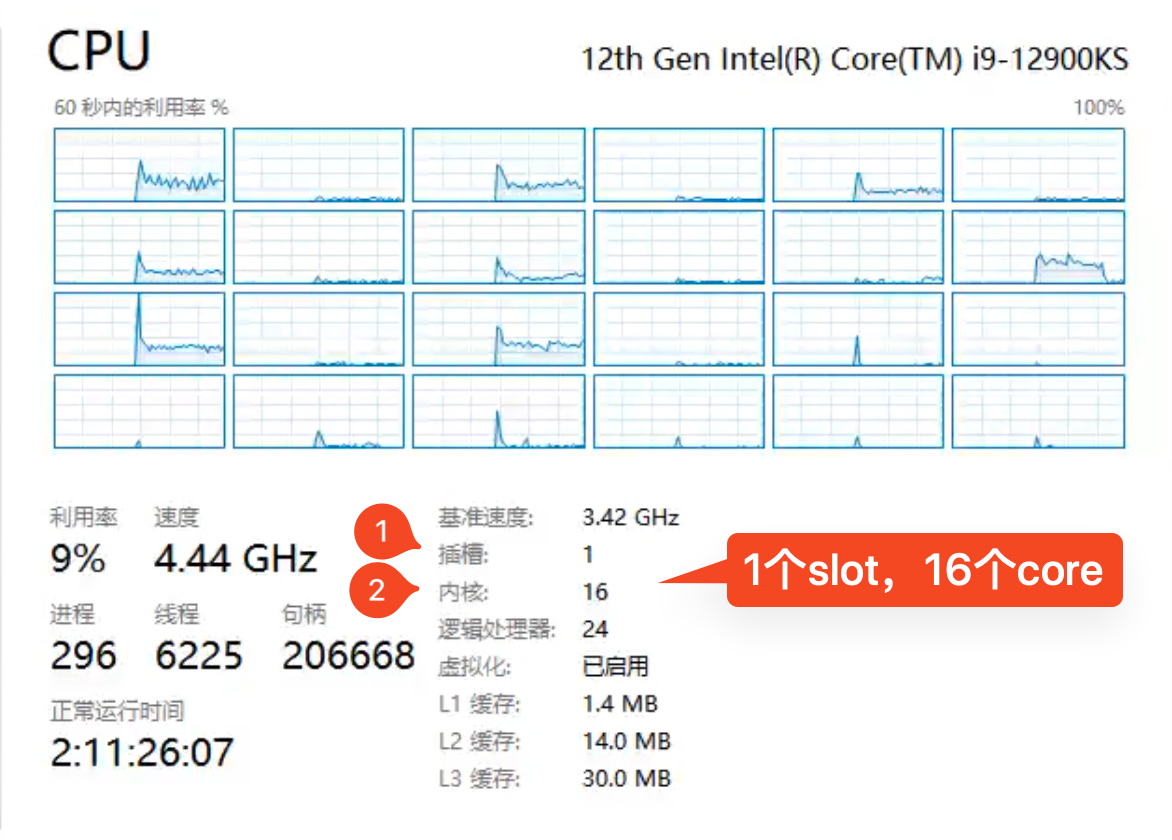 CPU
12th Gen Intel(R) Core(TM) i9-12900KS
60 秒内的利用率 %
100%
利用率 速度
9% 4.44 GHz
进程 线程 句柄
296 6225 206668
正常运行时间
2:11:26:07
1
2
基准速度: 3.42 GHz
插槽: 1
内核: 16
逻辑处理器: 24
虚拟化: 已启用
L1 缓存: 1.4 MB
L2 缓存: 14.0 MB
L3 缓存: 30.0 MB
1个slot，16个core